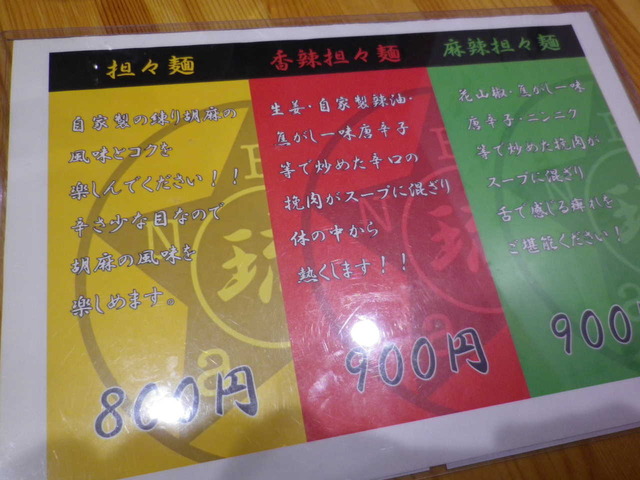 担々麺
自家製の練り胡麻の
風味とコクを
楽しんでください！！
辛さ少な目なので
胡麻の風味を
楽しめます。
800円
香辣担々麺
生姜・自家製辣油・
焦がし一味唐辛子
等で炒めた辛口の
挽肉がスープに混ざり
体の中から
熱くします！！
900円
麻辣担々麺
花山椒・焦がし一味
唐辛子・ニンニク
等で炒めた挽肉が
スープに混ざり
舌で感じる痺れを
ご堪能ください！
900